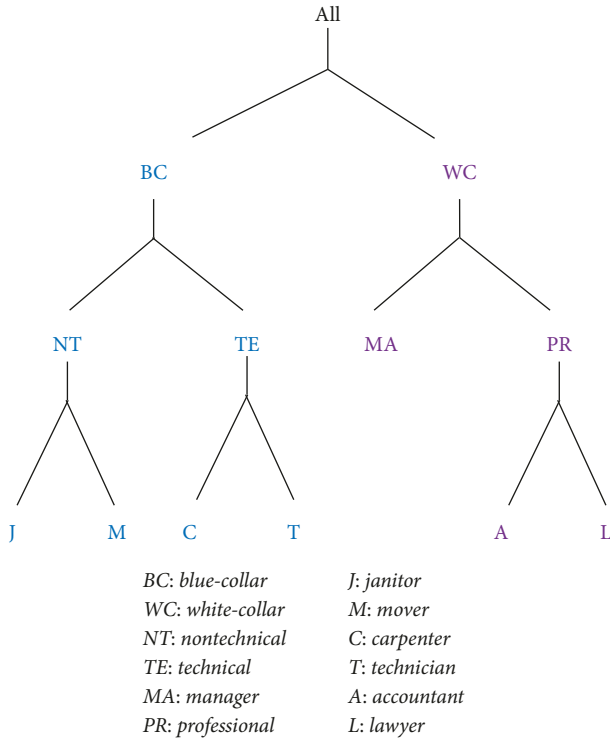 All
BC WC
NT TE MA PR
J M C T A L
BC: blue-collar J: janitor
WC: white-collar M: mover
NT: nontechnical C: carpenter
TE: technical T: technician
MA: manager A: accountant
PR: professional L: lawyer